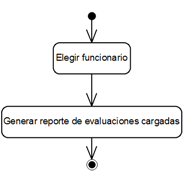 Elegir funcionario
Generar reporte de evaluaciones cargadas